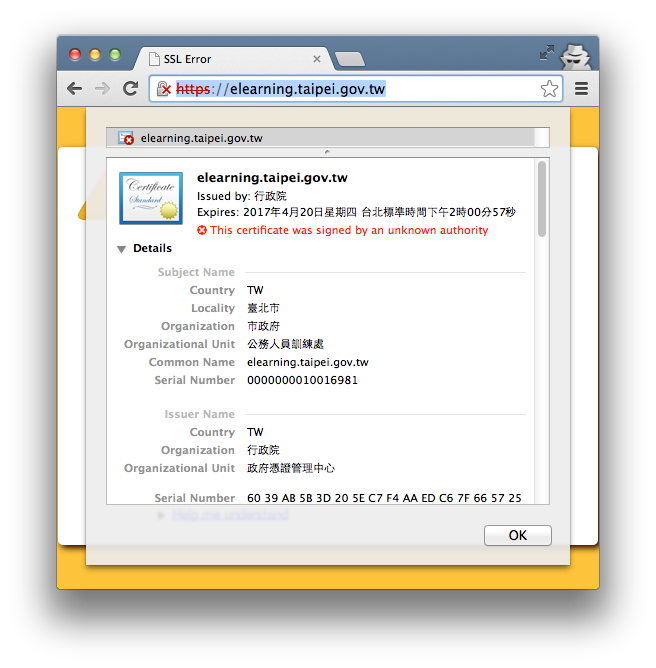 SSL Error
https://elearning.taipei.gov.tw
elearning.taipei.gov.tw
Certificate
Standard
elearning.taipei.gov.tw
Issued by: 行政院
Expires: 2017年4月20日星期四 台北標準時間下午2時00分57秒
This certificate was signed by an unknown authority
Details
Subject Name
Country TW
Locality 臺北市
Organization 市政府
Organizational Unit 公務人員訓練處
Common Name elearning.taipei.gov.tw
Serial Number 0000000010016981
Issuer Name
Country TW
Organization 行政院
Organizational Unit 政府憑證管理中心
Serial Number 60 39 AB 5B 3D 20 5E C7 F4 AA ED C6 7F 66 57 25
Help me understand
OK